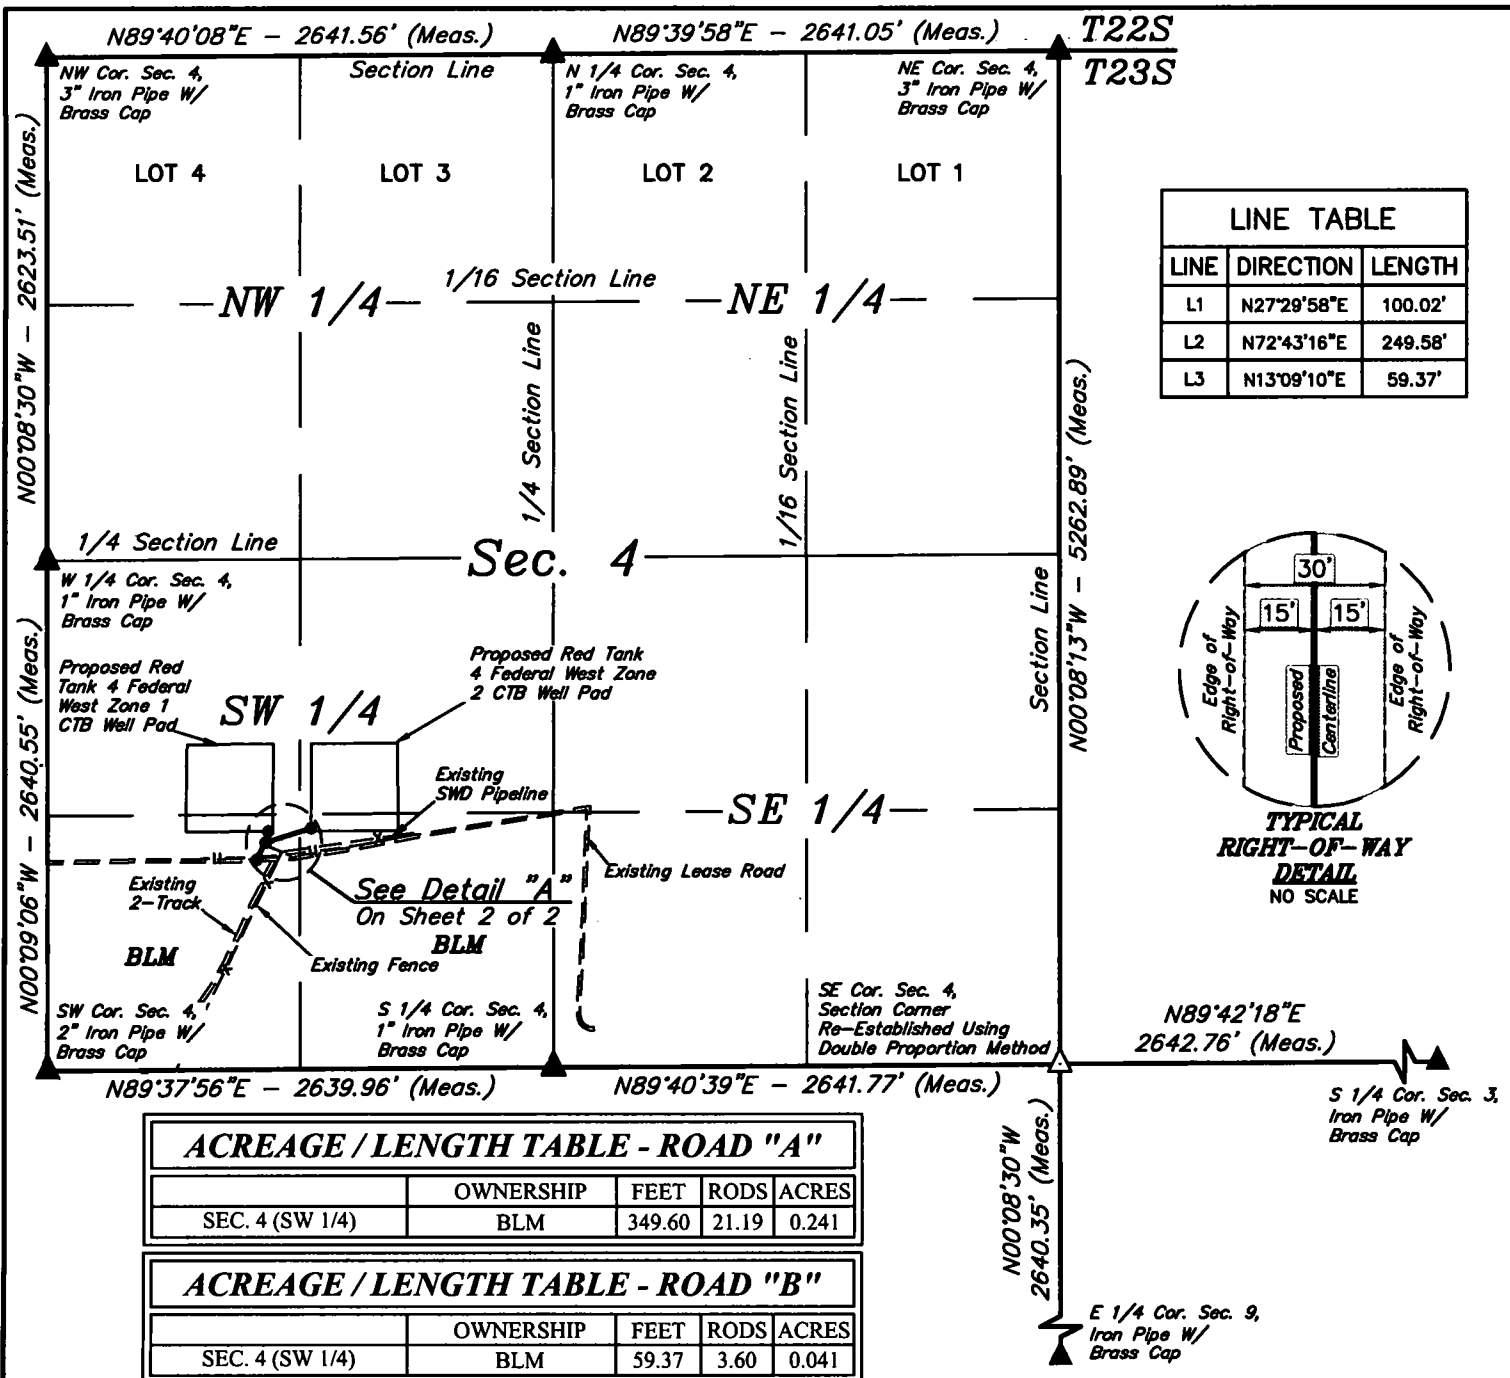 N89°40'08"E - 2641.56' (Meas.)
N89°39'58"E - 2641.05' (Meas.)
T22S
T23S
Section Line
NW Cor. Sec. 4,
3" Iron Pipe W/
Brass Cap
N 1/4 Cor. Sec. 4,
1" Iron Pipe W/
Brass Cap
NE Cor. Sec. 4,
3" Iron Pipe W/
Brass Cap
LOT 4
LOT 3
LOT 2
LOT 1
N00°08'30"W - 2623.51' (Meas.)
LINE TABLE
LINE DIRECTION LENGTH
L1 N27°29'58"E 100.02'
L2 N72°43'16"E 249.58'
L3 N13°09'10"E 59.37'
NW 1/4
1/16 Section Line
NE 1/4
1/4 Section Line
1/16 Section Line
N00°08'13"W - 5262.89' (Meas.)
Section Line
1/4 Section Line
Sec. 4
W 1/4 Cor. Sec. 4,
1" Iron Pipe W/
Brass Cap
30'
15' 15'
Edge of
Right-of-Way
Proposed
Centerline
Edge of
Right-of-Way
TYPICAL
RIGHT-OF-WAY
DETAIL
NO SCALE
N00°09'06"W - 2640.55' (Meas.)
Proposed Red
Tank 4 Federal
West Zone 1
CTB Well Pad
Proposed Red Tank
4 Federal West Zone
2 CTB Well Pad
SW 1/4
Existing
SWD Pipeline
SE 1/4
Existing
2-Track
See Detail "A"
On Sheet 2 of 2
Existing Lease Road
BLM
BLM
Existing Fence
SW Cor. Sec. 4,
2" Iron Pipe W/
Brass Cap
S 1/4 Cor. Sec. 4,
1" Iron Pipe W/
Brass Cap
SE Cor. Sec. 4,
Section Corner
Re-Established Using
Double Proportion Method
N89°42'18"E
2642.76' (Meas.)
S 1/4 Cor. Sec. 3,
Iron Pipe W/
Brass Cap
N89°37'56"E - 2639.96' (Meas.)
N89°40'39"E - 2641.77' (Meas.)
N00°08'30"W
2640.35' (Meas.)
E 1/4 Cor. Sec. 9,
Iron Pipe W/
Brass Cap
ACREAGE / LENGTH TABLE - ROAD "A"
OWNERSHIP FEET RODS ACRES
SEC. 4 (SW 1/4) BLM 349.60 21.19 0.241
ACREAGE / LENGTH TABLE - ROAD "B"
OWNERSHIP FEET RODS ACRES
SEC. 4 (SW 1/4) BLM 59.37 3.60 0.041